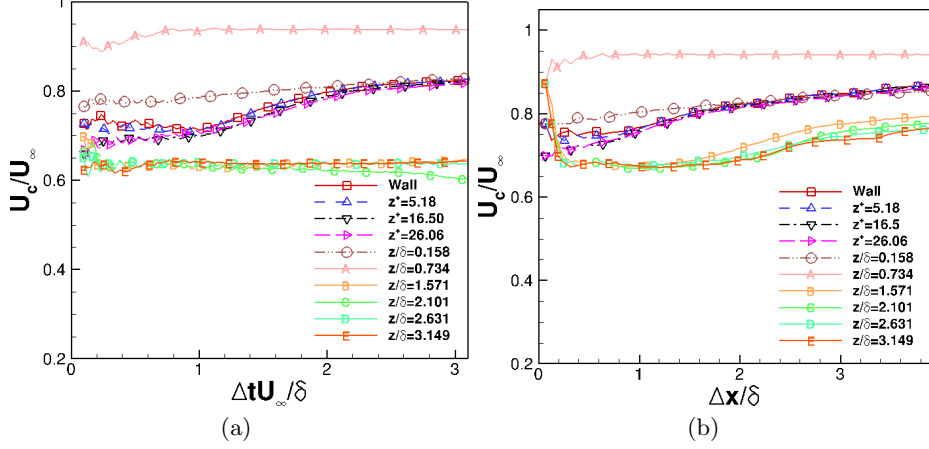 1
0.8
0.6
0.4
0.2
U_c/U_∞
0 1 2 3
ΔtU_∞/δ
Wall
z⁺=5.18
z⁺=16.50
z⁺=26.06
z/δ=0.158
A z/δ=0.734
B z/δ=1.571
C z/δ=2.101
D z/δ=2.631
E z/δ=3.149
(a)
1
0.8
0.6
0.4
0.2
U_c/U_∞
0 1 2 3
Δx/δ
Wall
z⁺=5.18
z⁺=16.5
z⁺=26.06
z/δ=0.158
A z/δ=0.734
B z/δ=1.571
C z/δ=2.101
D z/δ=2.631
E z/δ=3.149
(b)